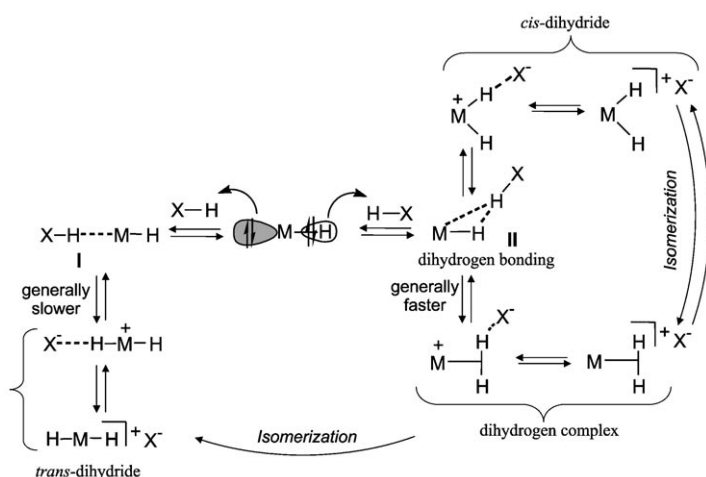 cis-dihydride
H---X⁻
+
M
H
H
M
H
+ X⁻
X
H
X-H
H-X
M-H
X-H----M-H
M-H
II
I
dihydrogen bonding
Isomerization
generally
slower
generally
faster
X⁻
+
X⁻----H-M-H
H
+
M
H
H
M
H
+ X⁻
H-M-H + X⁻
Isomerization
dihydrogen complex
trans-dihydride